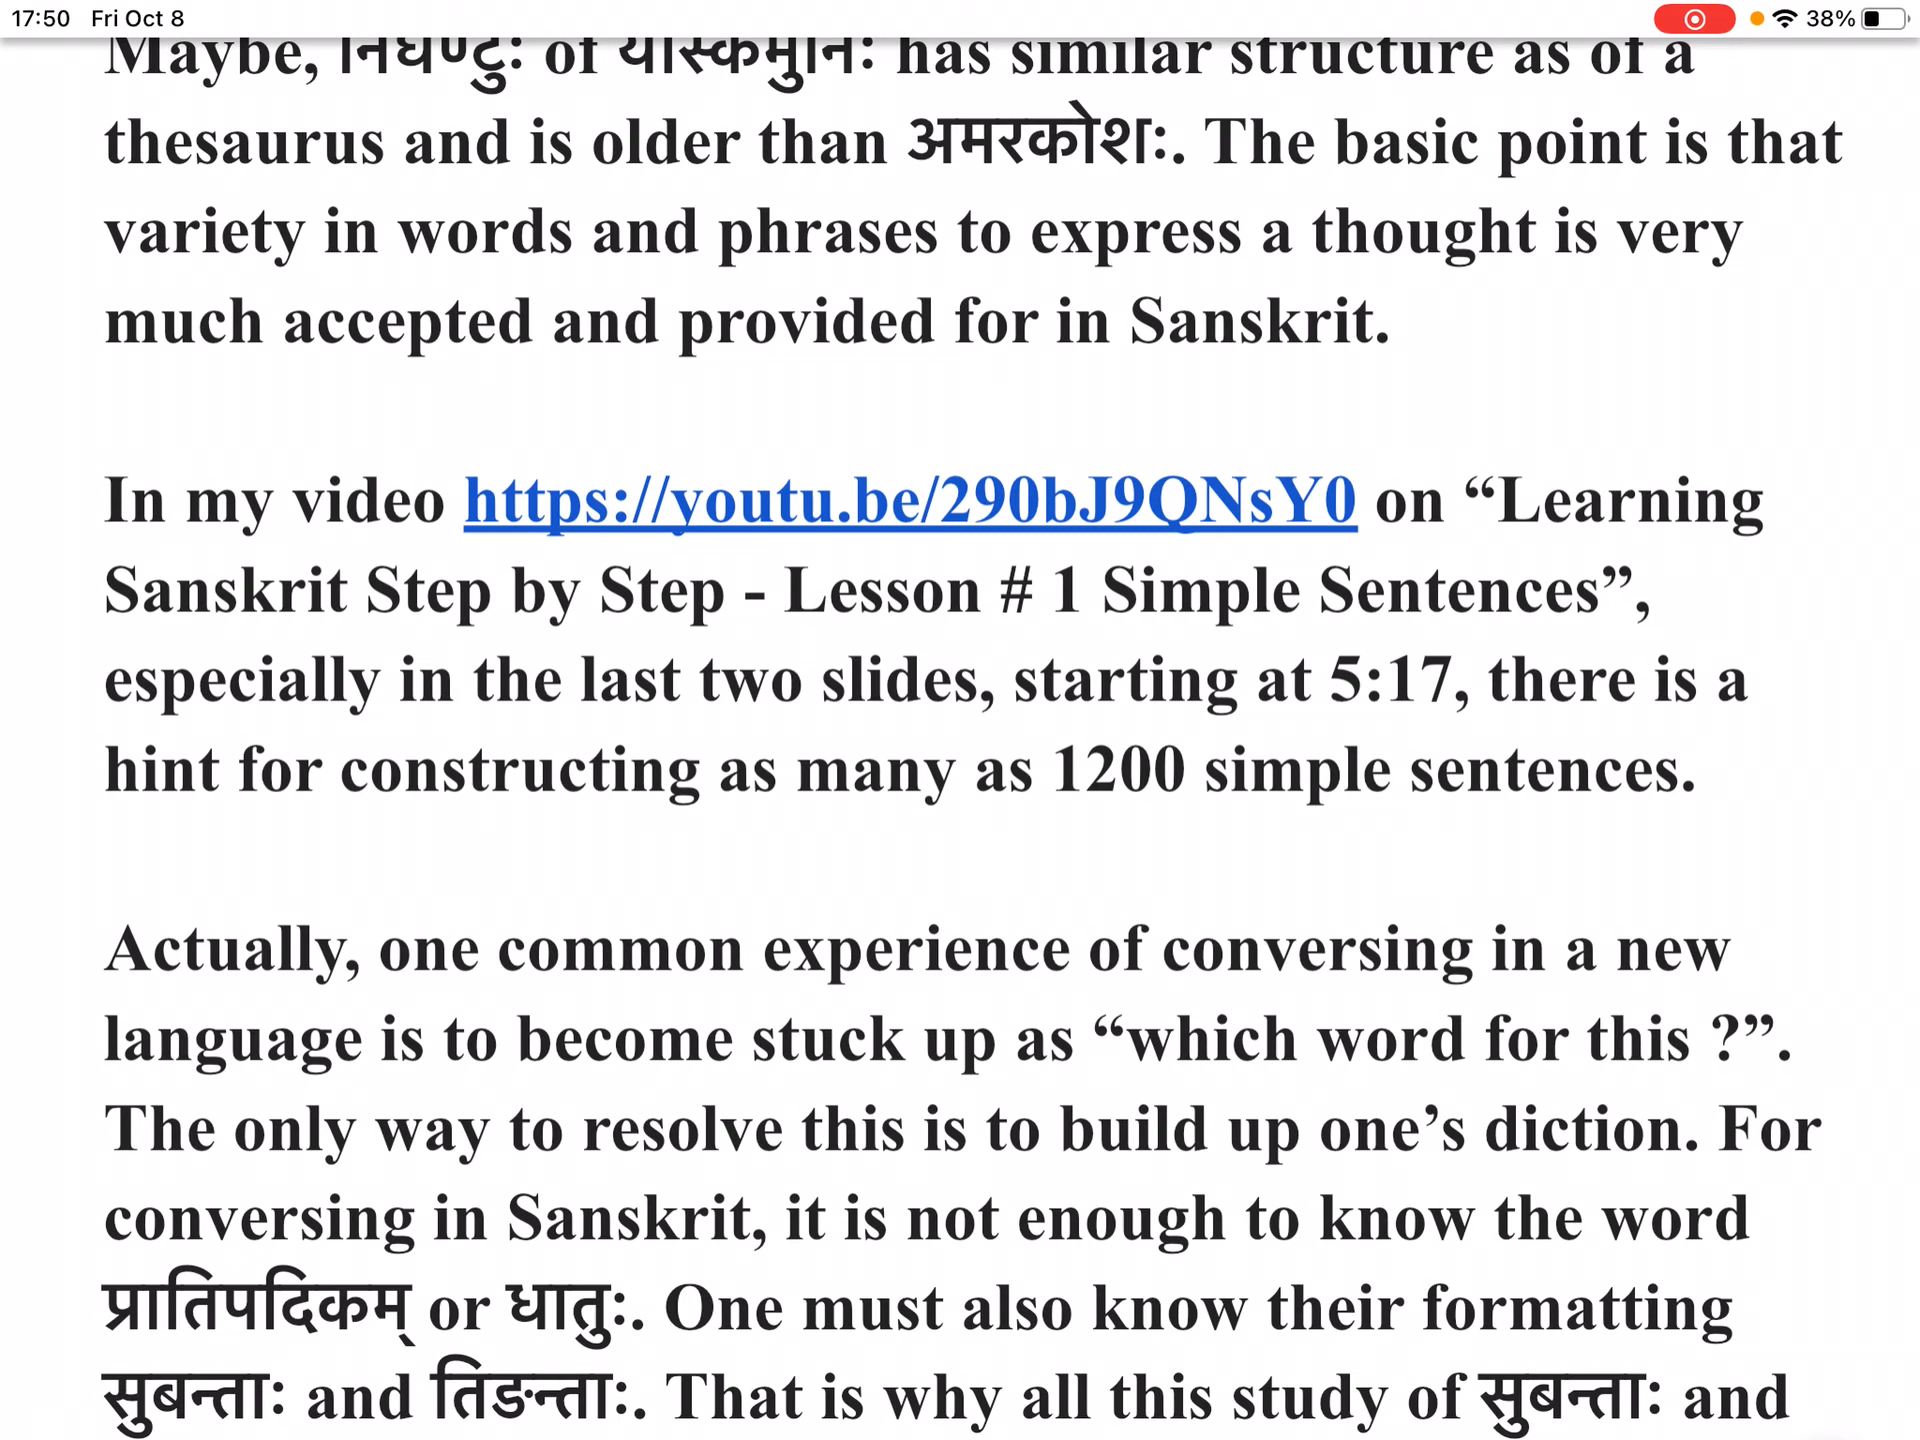 17:50 Fri Oct 8 38%
Maybe, निघण्टुः of यास्कमुनिः has similar structure as of a
thesaurus and is older than अमरकोशः. The basic point is that
variety in words and phrases to express a thought is very
much accepted and provided for in Sanskrit.
In my video https://youtu.be/290bJ9QNsY0 on “Learning
Sanskrit Step by Step - Lesson # 1 Simple Sentences”,
especially in the last two slides, starting at 5:17, there is a
hint for constructing as many as 1200 simple sentences.
Actually, one common experience of conversing in a new
language is to become stuck up as “which word for this ?”.
The only way to resolve this is to build up one’s diction. For
conversing in Sanskrit, it is not enough to know the word
प्रातिपदिकम् or धातुः. One must also know their formatting
सुबन्ताः and तिङन्ताः. That is why all this study of सुबन्ताः and